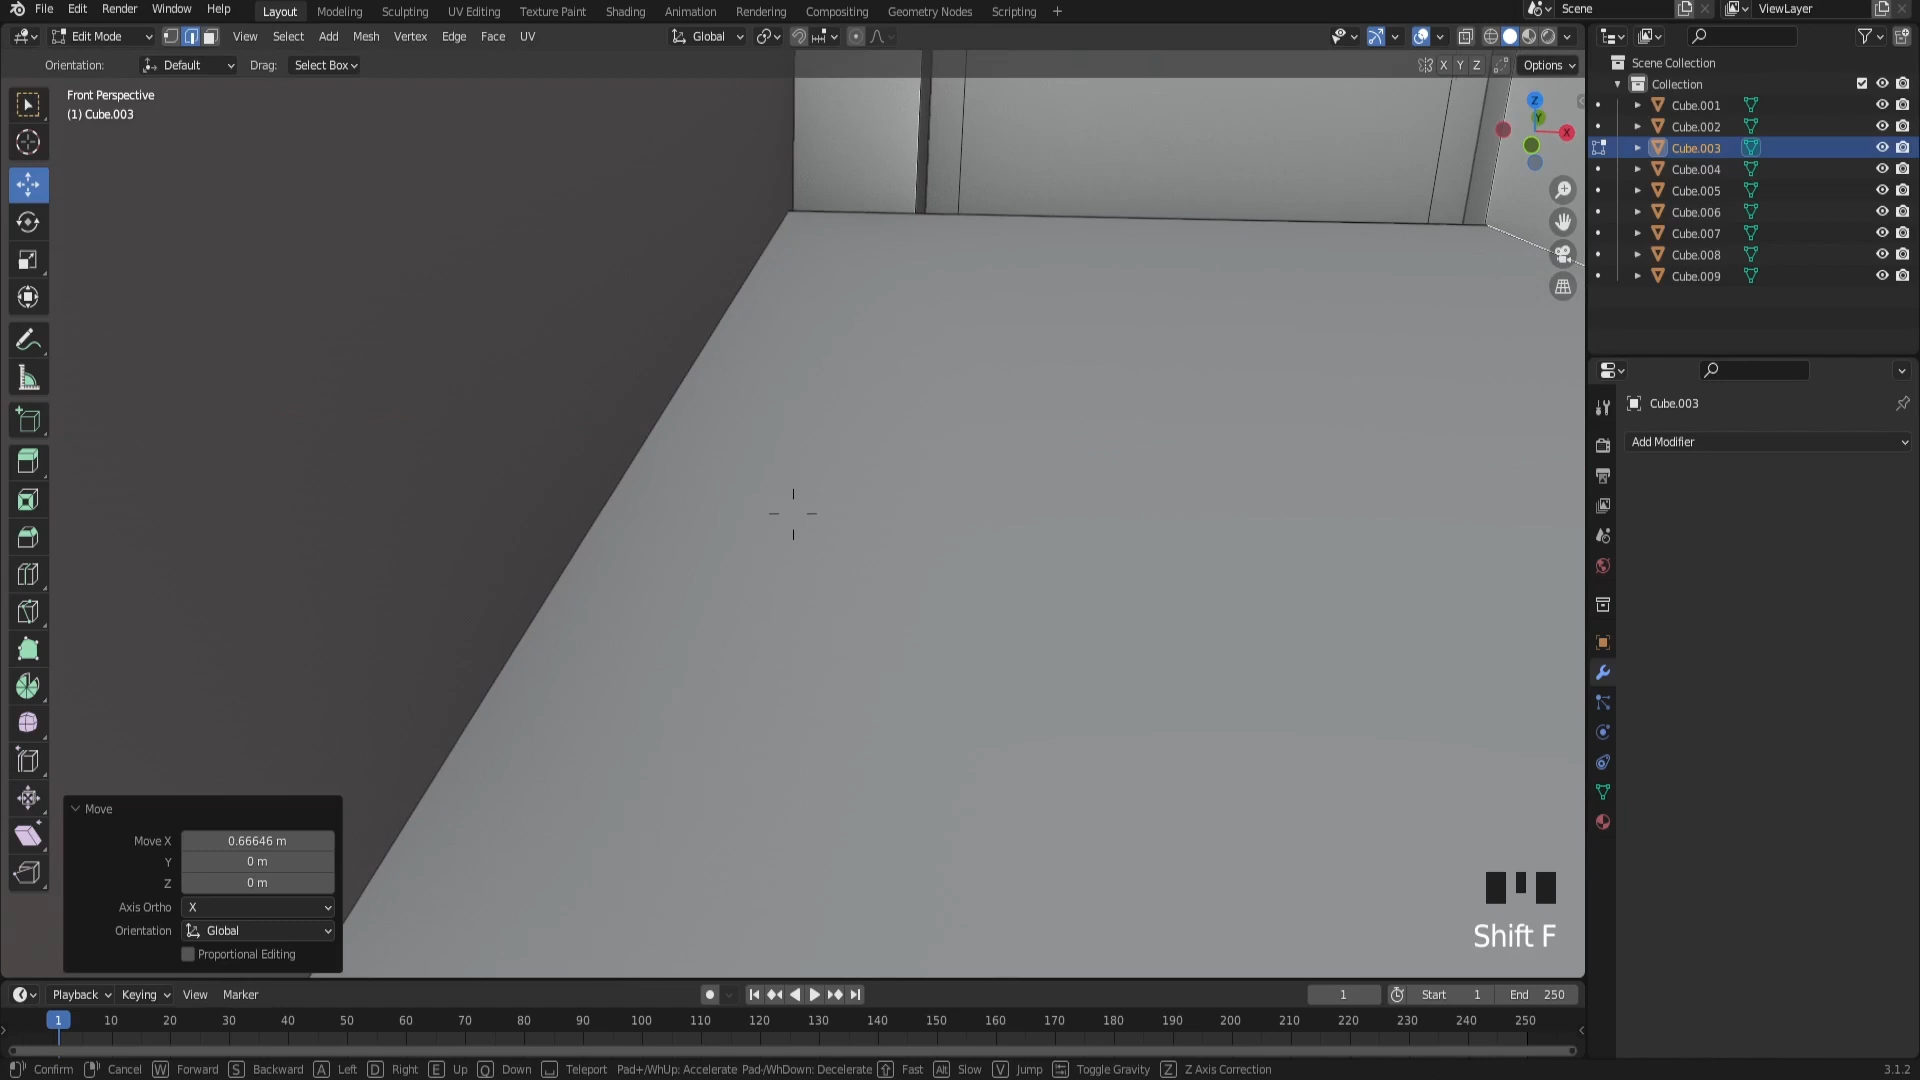 File Edit Render Window Help Layout Modeling Sculpting UV Editing Texture Paint Shading Animation Rendering Compositing Geometry Nodes Scripting + Scene ViewLayer
Edit Mode View Select Add Mesh Vertex Edge Face UV Global
Orientation: Default Drag: Select Box X Y Z Options
Front Perspective
(1) Cube.003
Z
Y
X
Scene Collection
Collection
Cube.001
Cube.002
Cube.003
Cube.004
Cube.005
Cube.006
Cube.007
Cube.008
Cube.009
Cube.003
Add Modifier
Move
Move X 0.66646 m
Y 0 m
Z 0 m
Axis Ortho X
Orientation Global
Proportional Editing
Shift F
Playback Keying View Marker 1 Start 1 End 250
1 10 20 30 40 50 60 70 80 90 100 110 120 130 140 150 160 170 180 190 200 210 220 230 240 250
Confirm Cancel W Forward S Backward A Left D Right E Up Q Down Teleport Pad+/WhUp: Accelerate Pad-/WhDown: Decelerate Fast Alt Slow V Jump Toggle Gravity Z Z Axis Correction 3.1.2